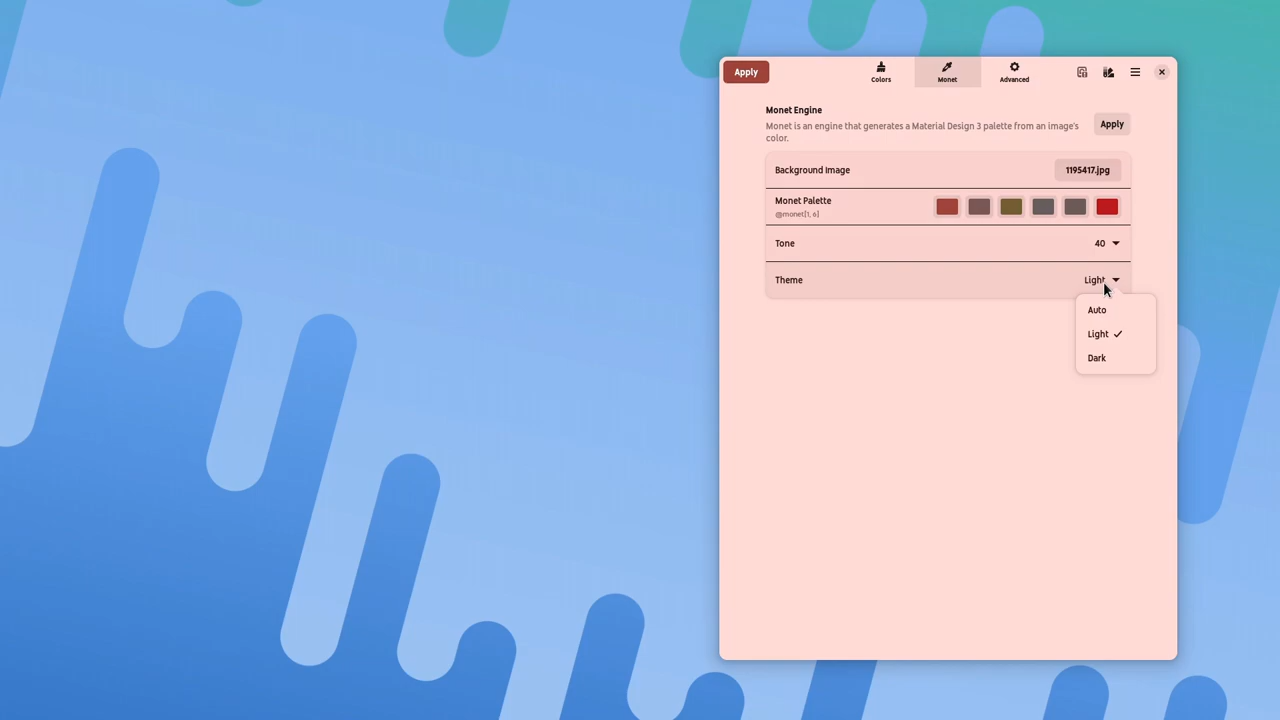 Apply
Colors
Monet
Advanced
Monet Engine
Monet is an engine that generates a Material Design 3 palette from an image's
color.
Apply
Background Image
1195417.jpg
Monet Palette
@monet[1, 6]
Tone
40
Theme
Light
Auto
Light
Dark